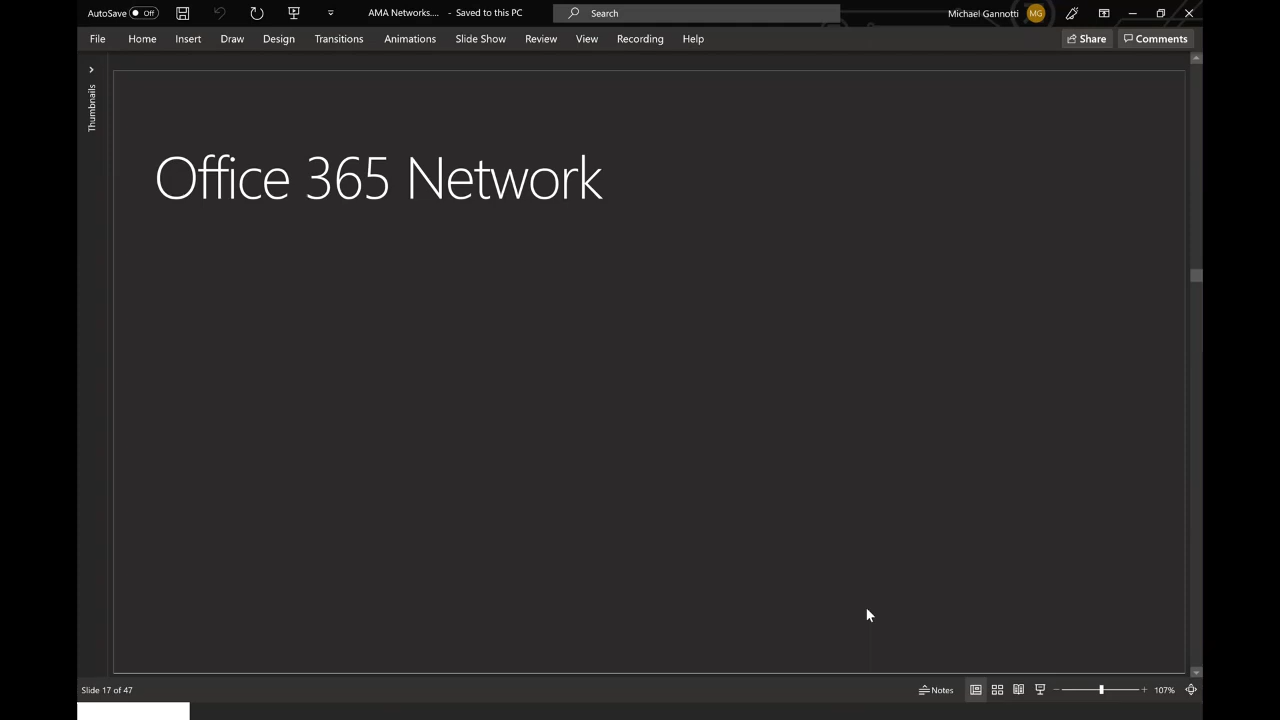 AutoSave Off AMA Networks.... - Saved to this PC Search Michael Gannotti MG
File Home Insert Draw Design Transitions Animations Slide Show Review View Recording Help Share Comments
Thumbnails
Office 365 Network
Slide 17 of 47 Notes 107%